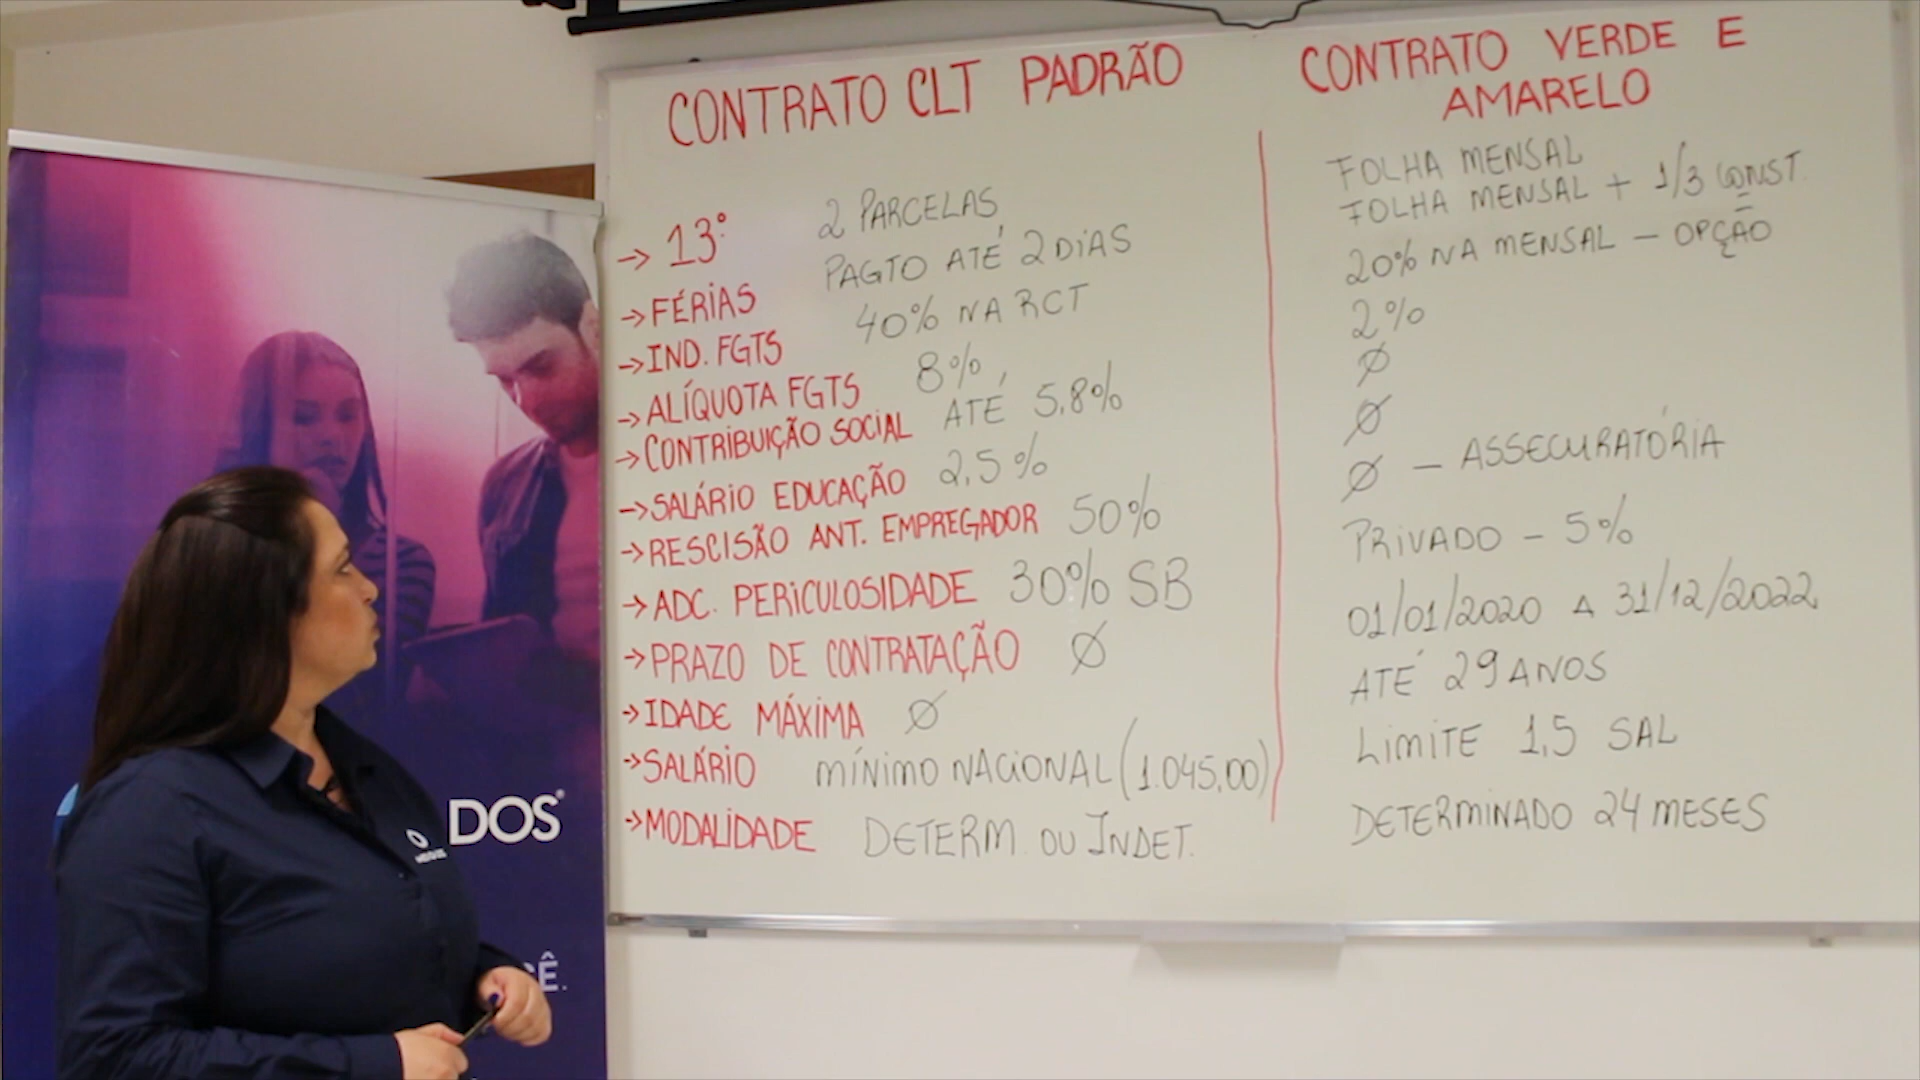 CONTRATO CLT PADRÃO
→ 13º 2 PARCELAS
→ FÉRIAS PAGTO ATÉ 2 DIAS
→ IND. FGTS 40% NA RCT
→ ALÍQUOTA FGTS 8%
→ CONTRIBUIÇÃO SOCIAL ATÉ 5,8%
→ SALÁRIO EDUCAÇÃO 2,5%
→ RESCISÃO ANT. EMPREGADOR 50%
→ ADC. PERICULOSIDADE 30% SB
→ PRAZO DE CONTRATAÇÃO Ø
→ IDADE MÁXIMA Ø
→ SALÁRIO MÍNIMO NACIONAL (1.045,00)
→ MODALIDADE DETERM. OU INDET.
CONTRATO VERDE E
AMARELO
FOLHA MENSAL
FOLHA MENSAL + 1/3 CONST.
20% NA MENSAL — OPÇÃO
2%
Ø
Ø
Ø — ASSECURATÓRIA
PRIVADO — 5%
01/01/2020 A 31/12/2022
ATÉ 29 ANOS
LIMITE 1,5 SAL
DETERMINADO 24 MESES
DOS
CÊ.